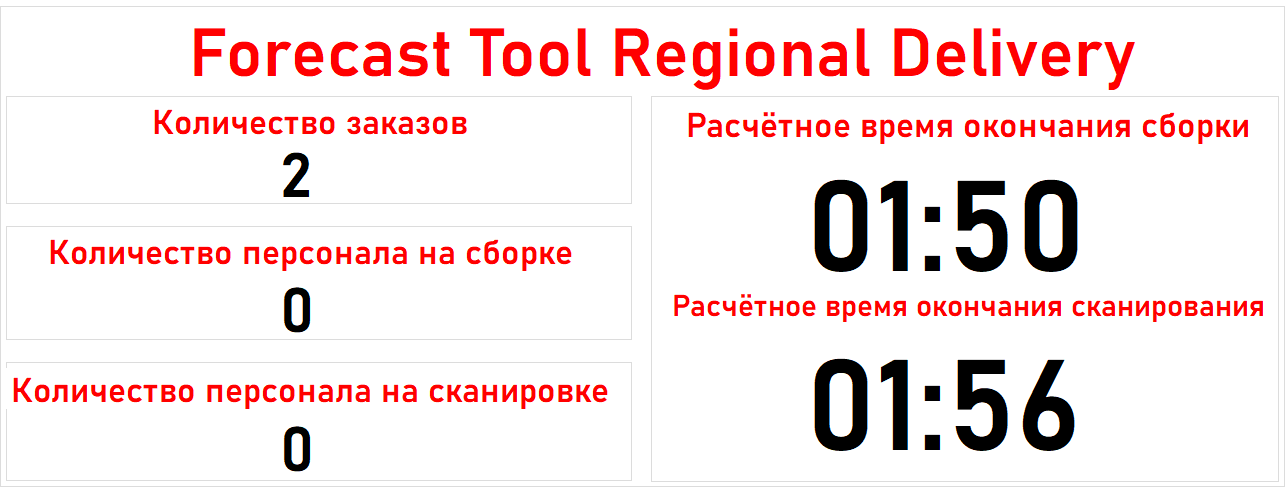 Forecast Tool Regional Delivery
Количество заказов
2
Количество персонала на сборке
0
Количество персонала на сканировке
0
Расчётное время окончания сборки
01:50
Расчётное время окончания сканирования
01:56